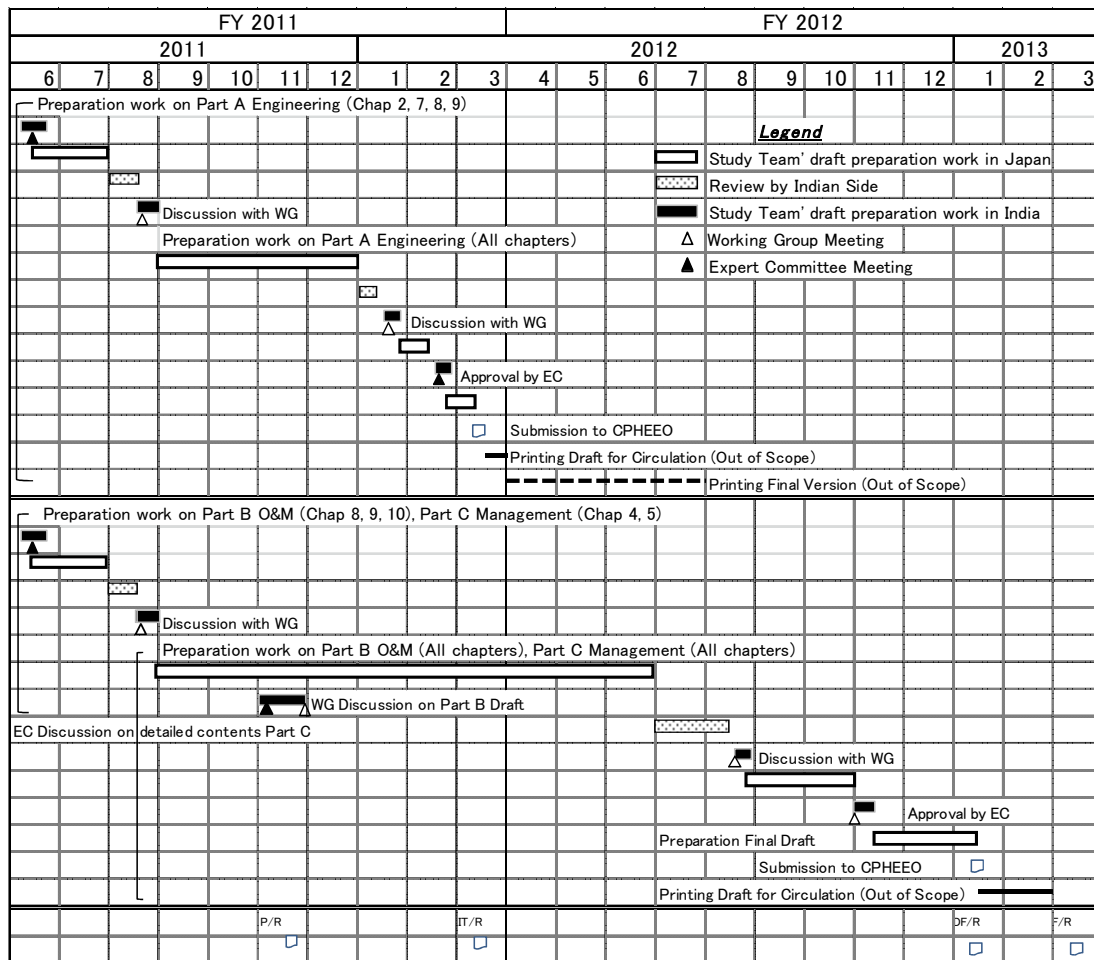 FY 2011 FY 2012
2011 2012 2013
6 7 8 9 10 11 12 1 2 3 4 5 6 7 8 9 10 11 12 1 2 3
Preparation work on Part A Engineering (Chap 2, 7, 8, 9)
Legend
Study Team' draft preparation work in Japan
Review by Indian Side
Discussion with WG
Study Team' draft preparation work in India
Preparation work on Part A Engineering (All chapters)
Working Group Meeting
Expert Committee Meeting
Discussion with WG
Approval by EC
Submission to CPHEEO
Printing Draft for Circulation (Out of Scope)
Printing Final Version (Out of Scope)
Preparation work on Part B O&M (Chap 8, 9, 10), Part C Management (Chap 4, 5)
Discussion with WG
Preparation work on Part B O&M (All chapters), Part C Management (All chapters)
WG Discussion on Part B Draft
EC Discussion on detailed contents Part C
Discussion with WG
Approval by EC
Preparation Final Draft
Submission to CPHEEO
Printing Draft for Circulation (Out of Scope)
P/R IT/R DF/R F/R